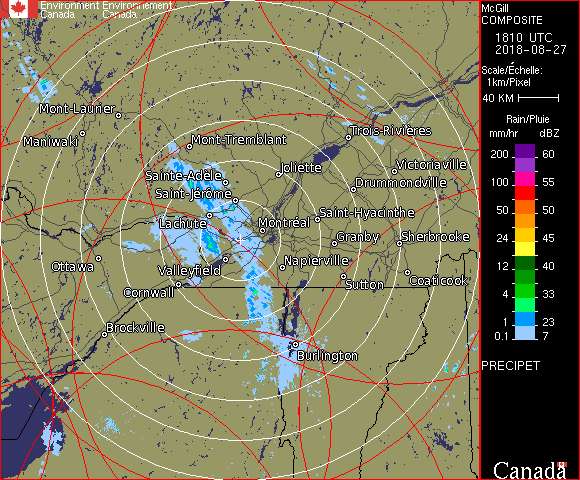 Environment Environnement
Canada Canada
McGill
COMPOSITE
1810 UTC
2018-08-27
Scale/Échelle:
1km/Pixel
40 KM
Rain/Pluie
mm/hr dBZ
200 60
100 55
50 50
24 45
12 40
4 33
1 23
0.1 7
PRECIPET
Canada
Mont-Laurier
Maniwaki
Mont-Tremblant
Trois-Rivières
Sainte-Adèle
Joliette
Victoriaville
Saint-Jérôme
Drummondville
Lachute
Montréal
Saint-Hyacinthe
Granby
Sherbrooke
Ottawa
Valleyfield
Napierville
Cornwall
Sutton
Coaticook
Brockville
Burlington